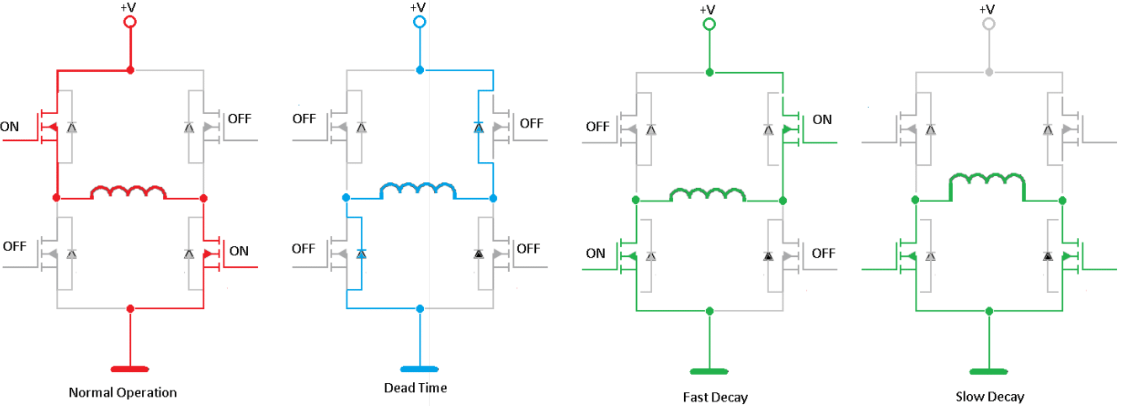 +V
ON
OFF
OFF
ON
Normal Operation
+V
OFF
OFF
OFF
OFF
Dead Time
+V
OFF
ON
ON
OFF
Fast Decay
+V
Slow Decay